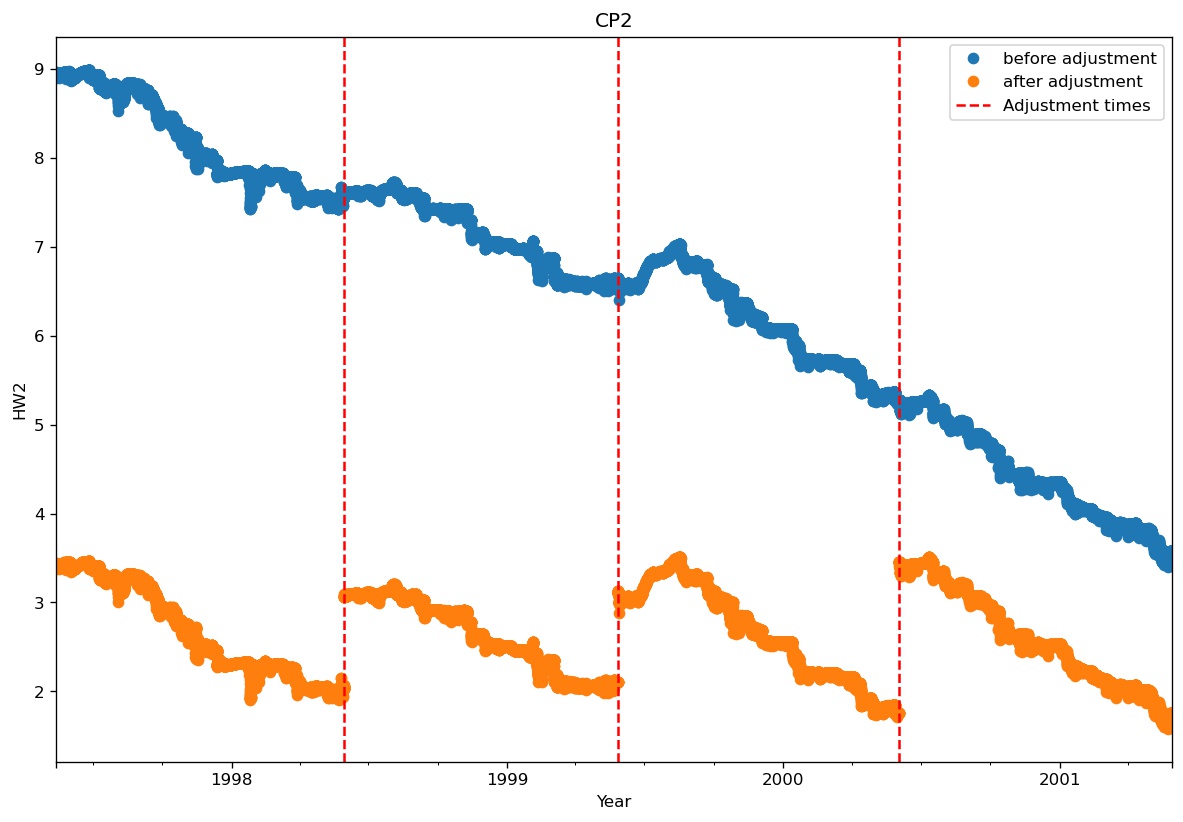 CP2
before adjustment
after adjustment
Adjustment times
HW2
9
8
7
6
5
4
3
2
1998
1999
2000
2001
Year